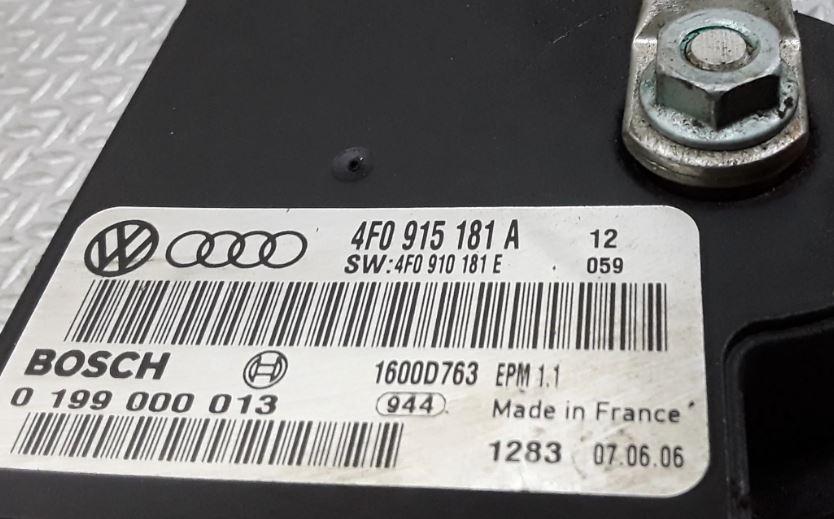 4F0 915 181 A 12
SW:4F0 910 181 E 059
BOSCH 1600D763 EPM 1.1
0 199 000 013 944 Made in France
1283 07.06.06